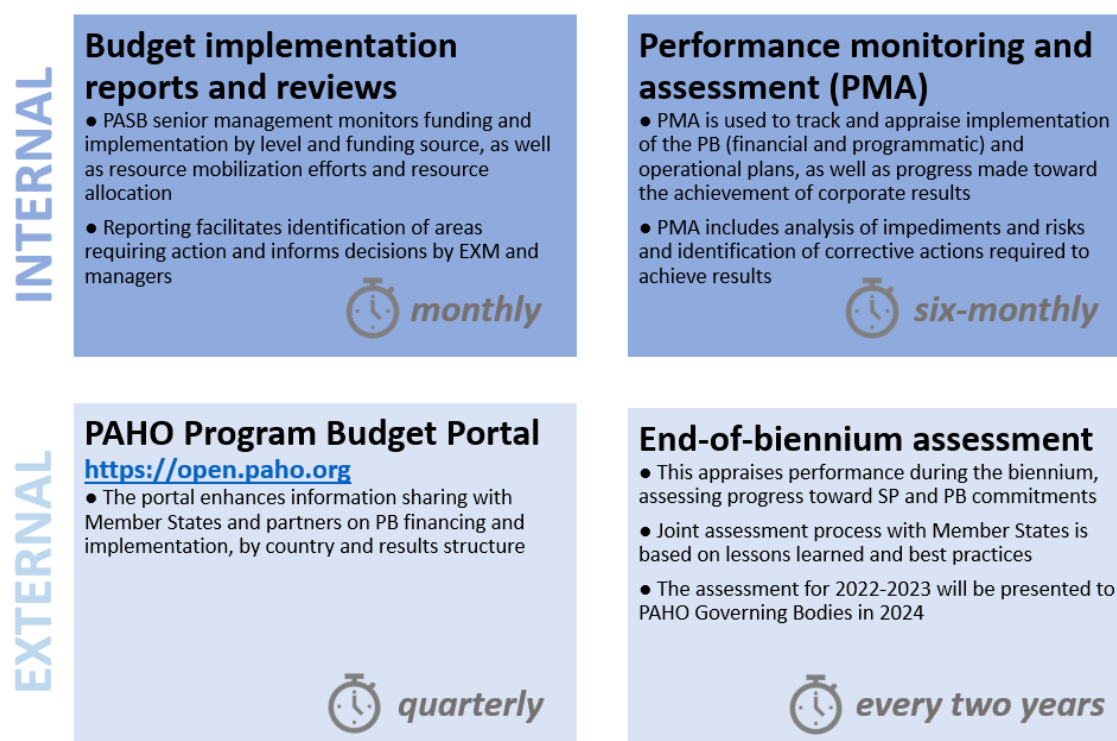 INTERNAL
Budget implementation
reports and reviews
● PASB senior management monitors funding and
implementation by level and funding source, as well
as resource mobilization efforts and resource
allocation
● Reporting facilitates identification of areas
requiring action and informs decisions by EXM and
managers
monthly
Performance monitoring and
assessment (PMA)
● PMA is used to track and appraise implementation
of the PB (financial and programmatic) and
operational plans, as well as progress made toward
the achievement of corporate results
● PMA includes analysis of impediments and risks
and identification of corrective actions required to
achieve results
six-monthly
EXTERNAL
PAHO Program Budget Portal
https://open.paho.org
● The portal enhances information sharing with
Member States and partners on PB financing and
implementation, by country and results structure
quarterly
End-of-biennium assessment
● This appraises performance during the biennium,
assessing progress toward SP and PB commitments
● Joint assessment process with Member States is
based on lessons learned and best practices
● The assessment for 2022-2023 will be presented to
PAHO Governing Bodies in 2024
every two years